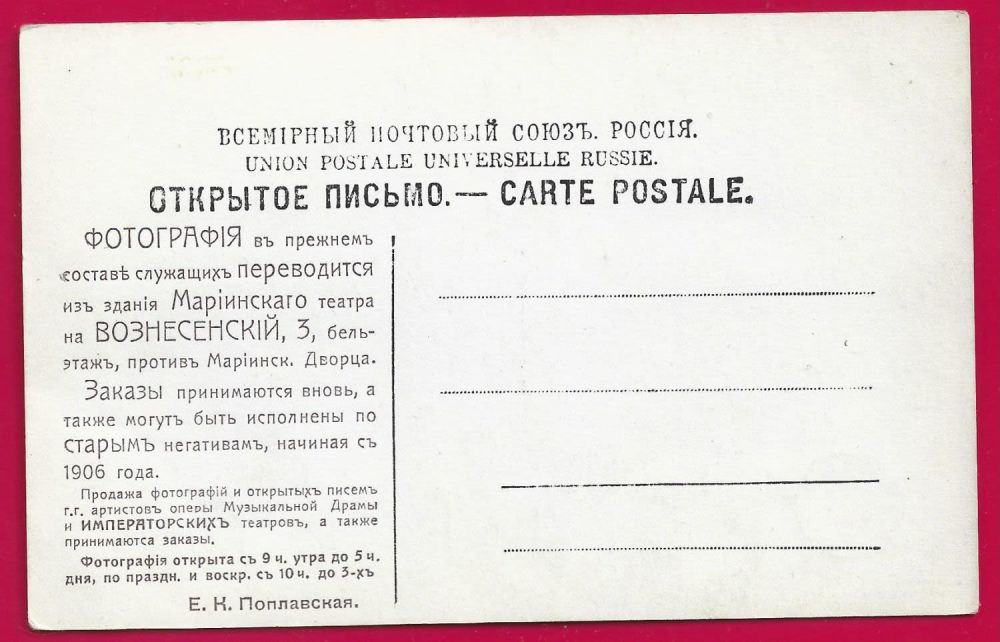 ВСЕМІРНЫЙ ПОЧТОВЫЙ СОЮЗЪ. РОССІЯ.
UNION POSTALE UNIVERSELLE RUSSIE.
ОТКРЫТОЕ ПИСЬМО.— CARTE POSTALE.
ФОТОГРАФІЯ въ прежнемъ
составѣ служащихъ переводится
изъ зданія Маріинскаго театра
на ВОЗНЕСЕНСКІЙ, 3, бель-
этажъ, противъ Маріинск. Дворца.
Заказы принимаются вновь, а
также могутъ быть исполнены по
старымъ негативамъ, начиная съ
1906 года.
Продажа фотографій и открытыхъ писемъ
г.г. артистовъ оперы Музыкальной Драмы
и ИМПЕРАТОРСКИХЪ театровъ, а также
принимаются заказы.
Фотографія открыта съ 9 ч. утра до 5 ч.
дня, по праздн. и воскр. съ 10 ч. до 3-хъ
Е. К. Поплавская.